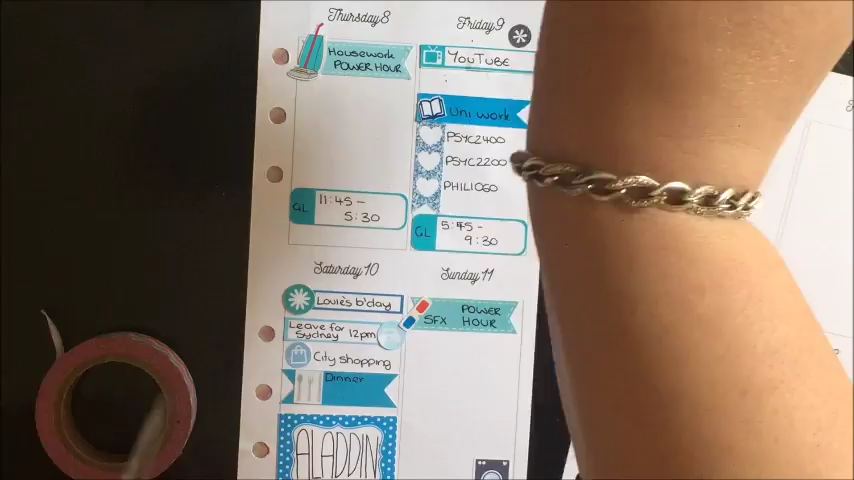 Thursday 8
Housework
POWER HOUR
GL 11:45 -
5:30
Friday 9
YOUTUBE
Uni work
PSYC2400
PSYC2200
PHIL1060
GL 5:45 -
9:30
Saturday 10
Louie's b'day
Leave for
Sydney 12pm
City shopping
Dinner
ALADDIN
Sunday 11
SFX POWER
HOUR